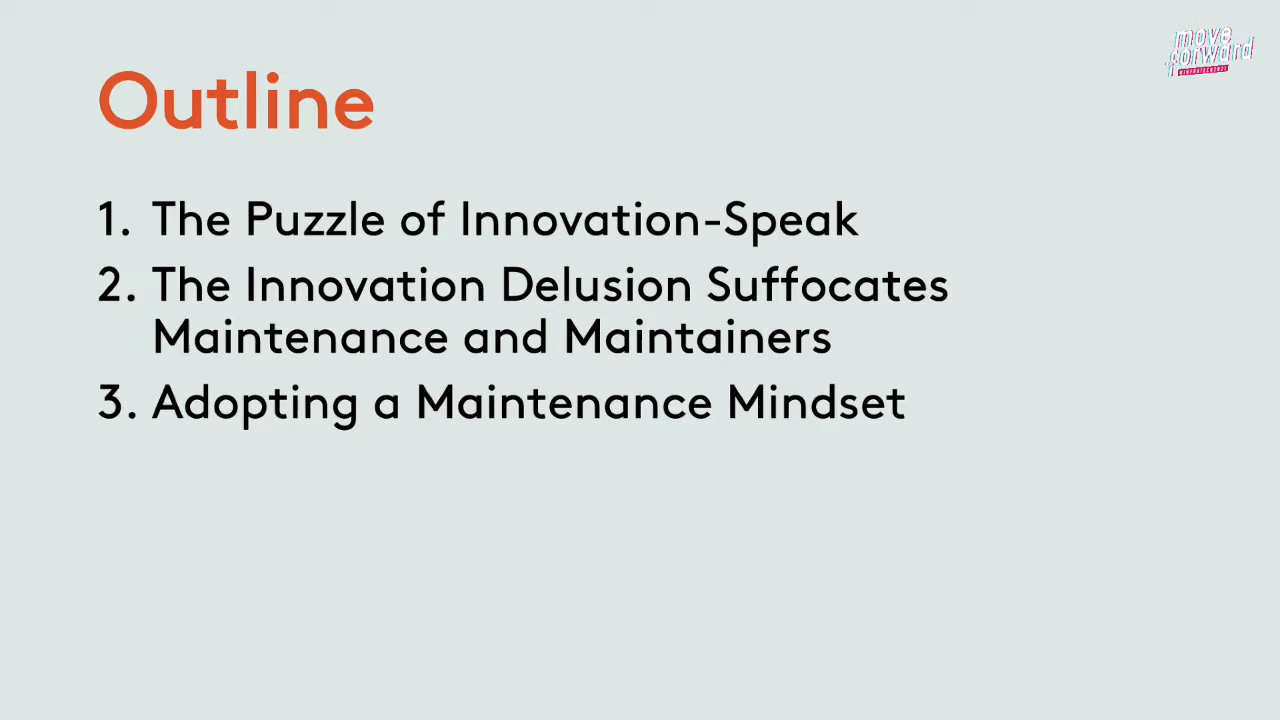 move
forward
Outline
1. The Puzzle of Innovation-Speak
2. The Innovation Delusion Suffocates
Maintenance and Maintainers
3. Adopting a Maintenance Mindset